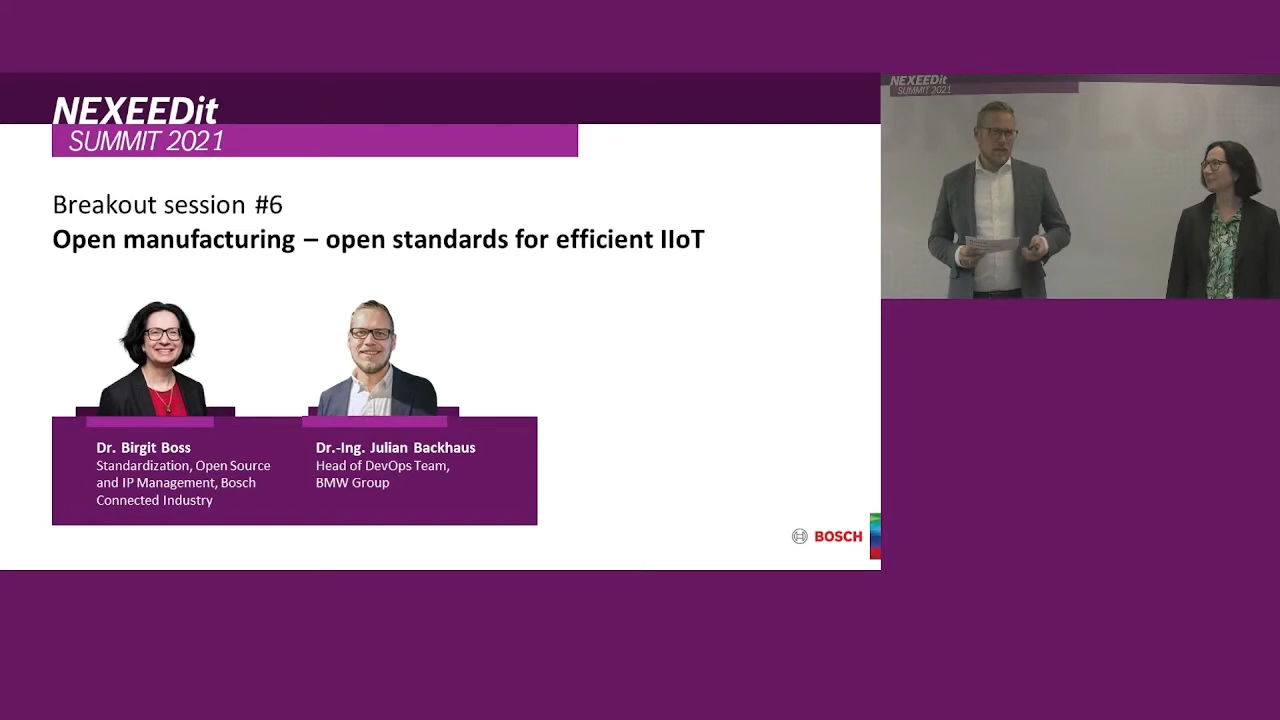 NEXEEDit
SUMMIT 2021
Breakout session #6
Open manufacturing – open standards for efficient IIoT
Dr. Birgit Boss
Standardization, Open Source
and IP Management, Bosch
Connected Industry
Dr.-Ing. Julian Backhaus
Head of DevOps Team,
BMW Group
BOSCH
NEXEEDit
SUMMIT 2021